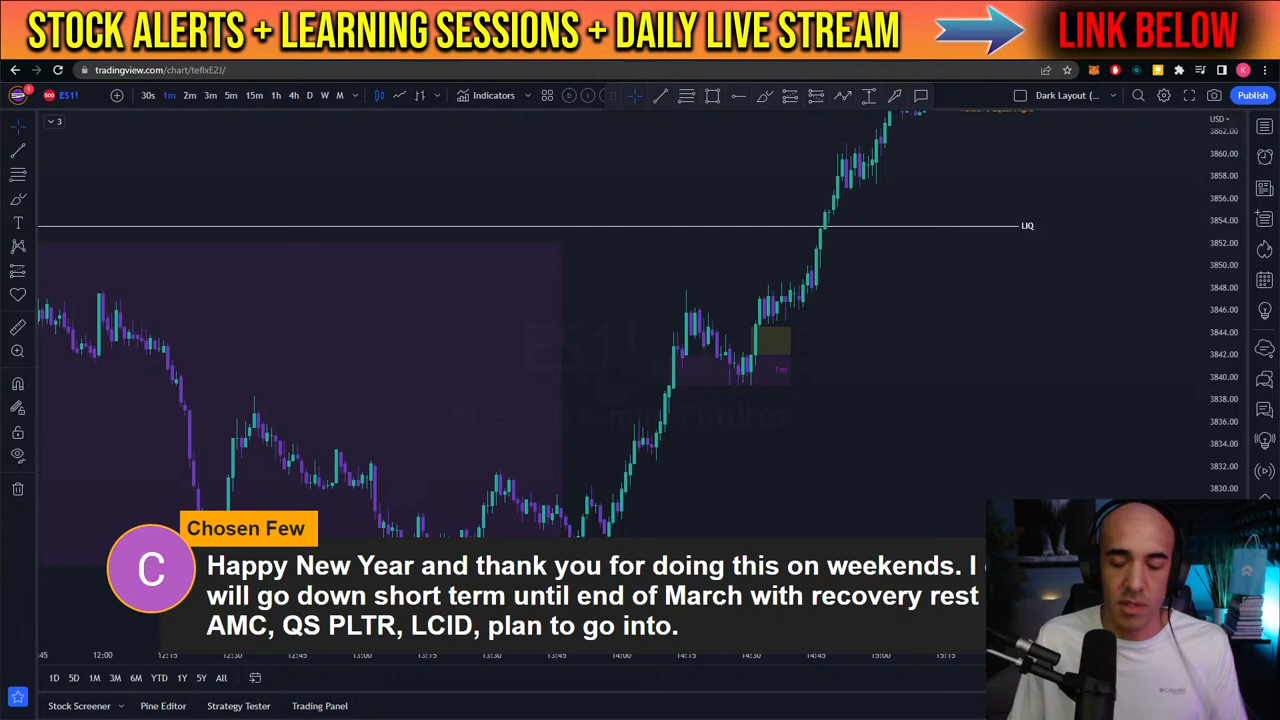 STOCK ALERTS + LEARNING SESSIONS + DAILY LIVE STREAM LINK BELOW
tradingview.com/chart/teflxE2J/
ES1! 30s 1m 2m 3m 5m 15m 1h 4h D W M Indicators Dark Layout (... Publish
3
USD
3862.00
3860.00
3858.00
3856.00
3854.00
LIQ
3852.00
3850.00
3848.00
3846.00
3844.00
3842.00
1m
3840.00
3838.00
3836.00
3834.00
3832.00
3830.00
Chosen Few
C
Happy New Year and thank you for doing this on weekends. I
will go down short term until end of March with recovery rest
AMC, QS PLTR, LCID, plan to go into.
:45 12:00 12:15 12:30 12:45 13:00 13:15 13:30 13:45 14:00 14:15 14:30 14:45 15:00 15:15
1D 5D 1M 3M 6M YTD 1Y 5Y All
Stock Screener Pine Editor Strategy Tester Trading Panel
Columbia